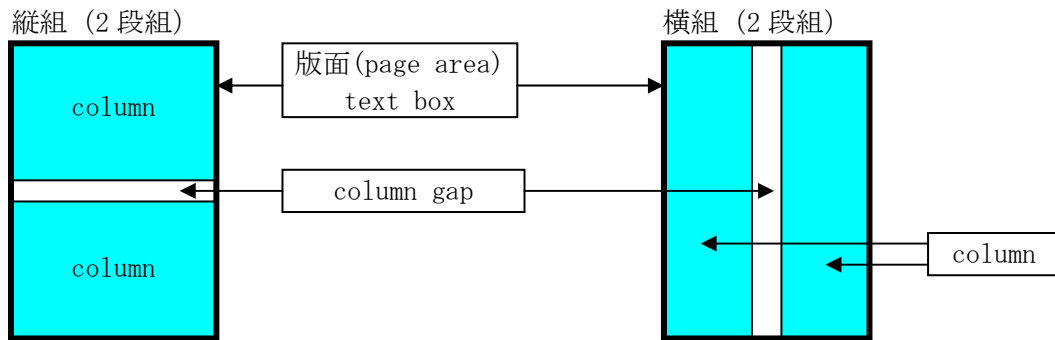 縦組 (2 段組)
横組 (2 段組)
版面(page area)
text box
column
column gap
column
column